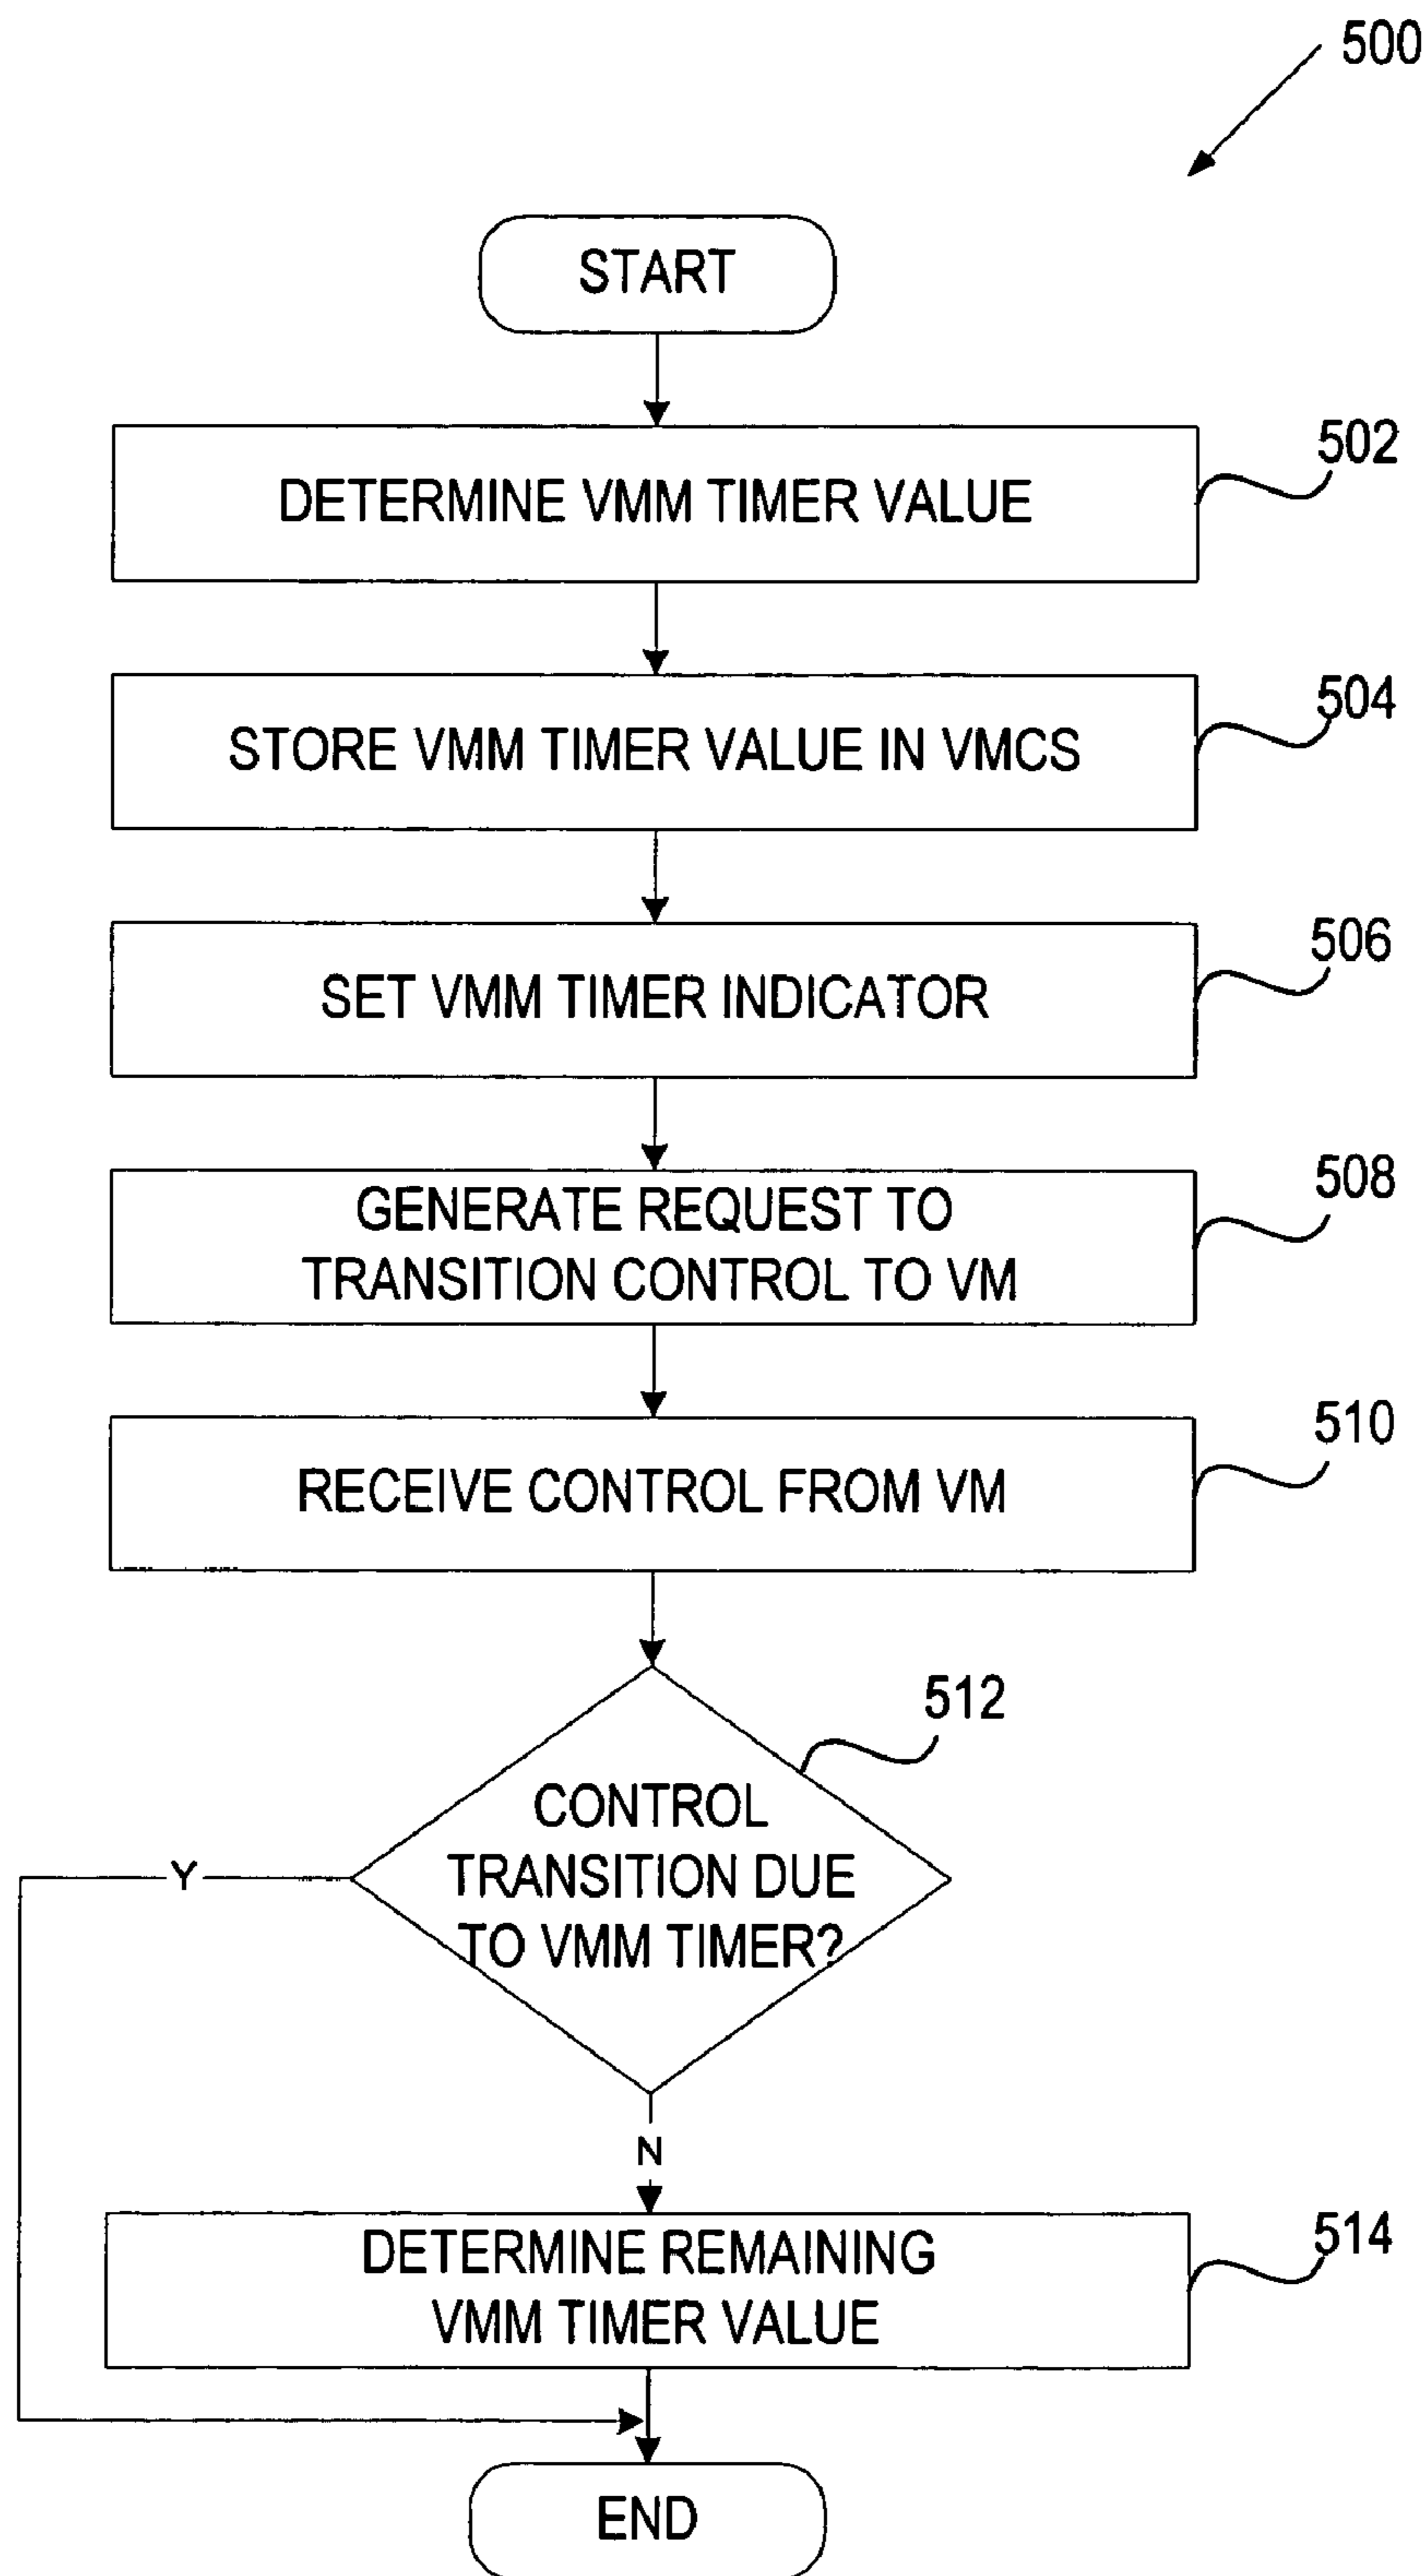 500
START
DETERMINE VMM TIMER VALUE
502
STORE VMM TIMER VALUE IN VMCS
504
SET VMM TIMER INDICATOR
506
GENERATE REQUEST TO
TRANSITION CONTROL TO VM
508
RECEIVE CONTROL FROM VM
510
512
CONTROL
TRANSITION DUE
TO VMM TIMER?
Y
N
DETERMINE REMAINING
VMM TIMER VALUE
514
END